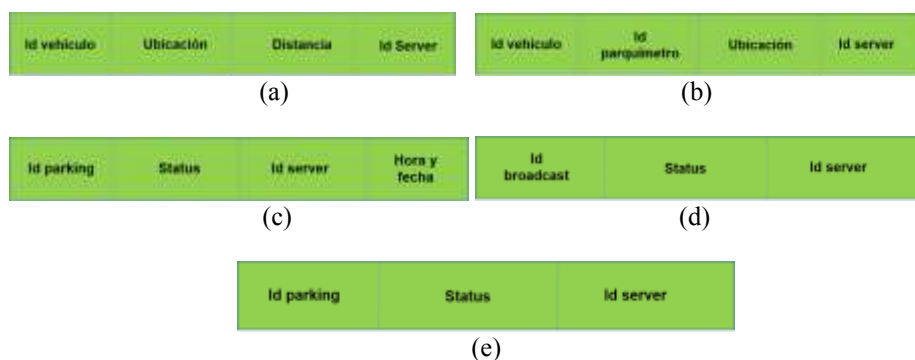 Id vehiculo Ubicación Distancia Id Server
(a)
Id vehiculo Id parquimetro Ubicación Id server
(b)
Id parking Status Id server Hora y fecha
(c)
Id broadcast Status Id server
(d)
Id parking Status Id server
(e)